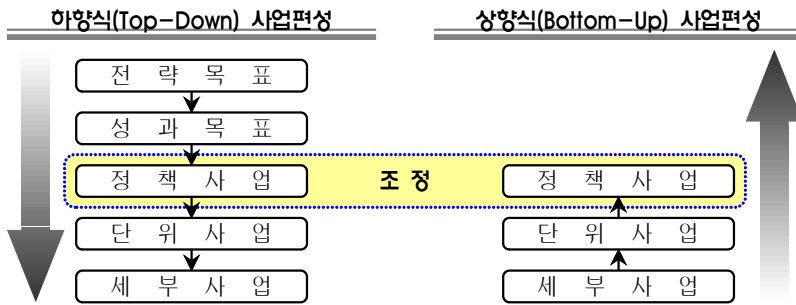 하향식(Top-Down) 사업편성
상향식(Bottom-Up) 사업편성
전 략 목 표
성 과 목 표
정 책 사 업
조 정
정 책 사 업
단 위 사 업
단 위 사 업
세 부 사 업
세 부 사 업